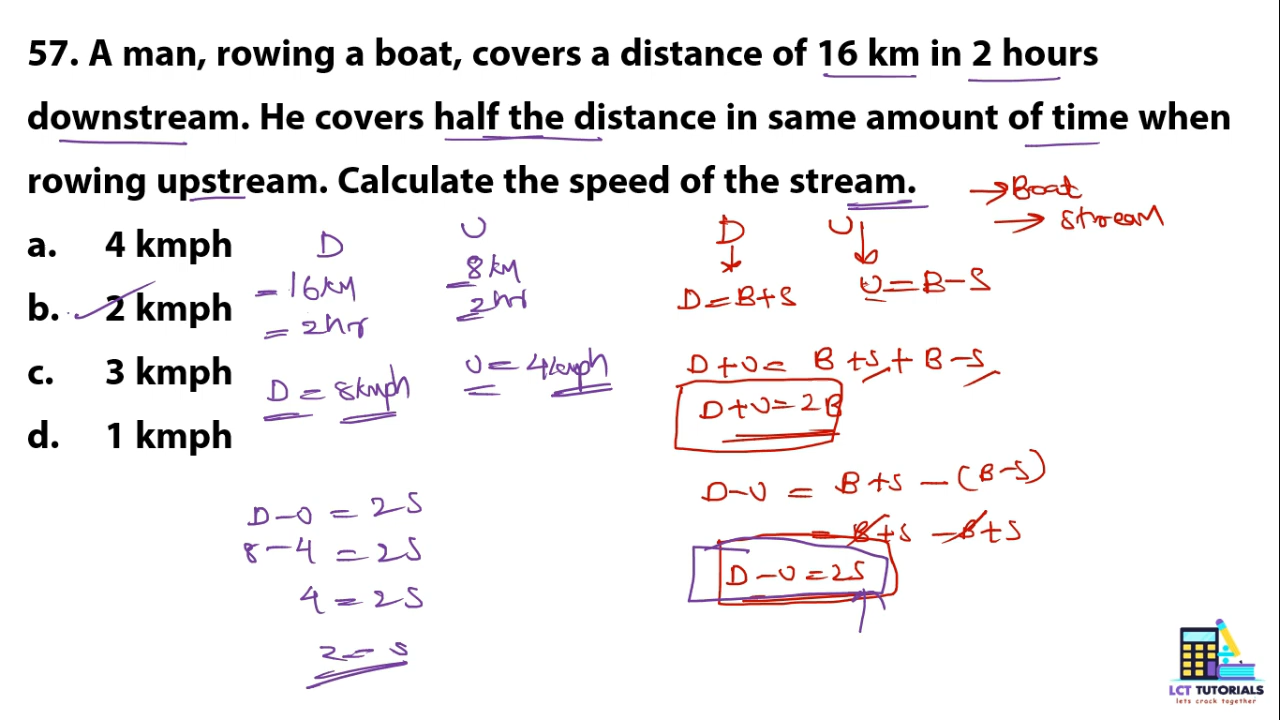 57. A man, rowing a boat, covers a distance of 16 km in 2 hours
downstream. He covers half the distance in same amount of time when
rowing upstream. Calculate the speed of the stream.
→ Boat
→ Stream
a. 4 kmph
b. 2 kmph
c. 3 kmph
d. 1 kmph
D
= 16km
= 2hr
D = 8kmph
U
= 8km
= 2hr
U = 4kmph
D-U = 2S
8-4 = 2S
4 = 2S
2 = S
D
D = B+S
U
U = B-S
D+U = B+S+B-S
D+U = 2B
D-U = B+S-(B-S)
= B+S-B+S
D-U = 2S
LCT TUTORIALS
lets crack together